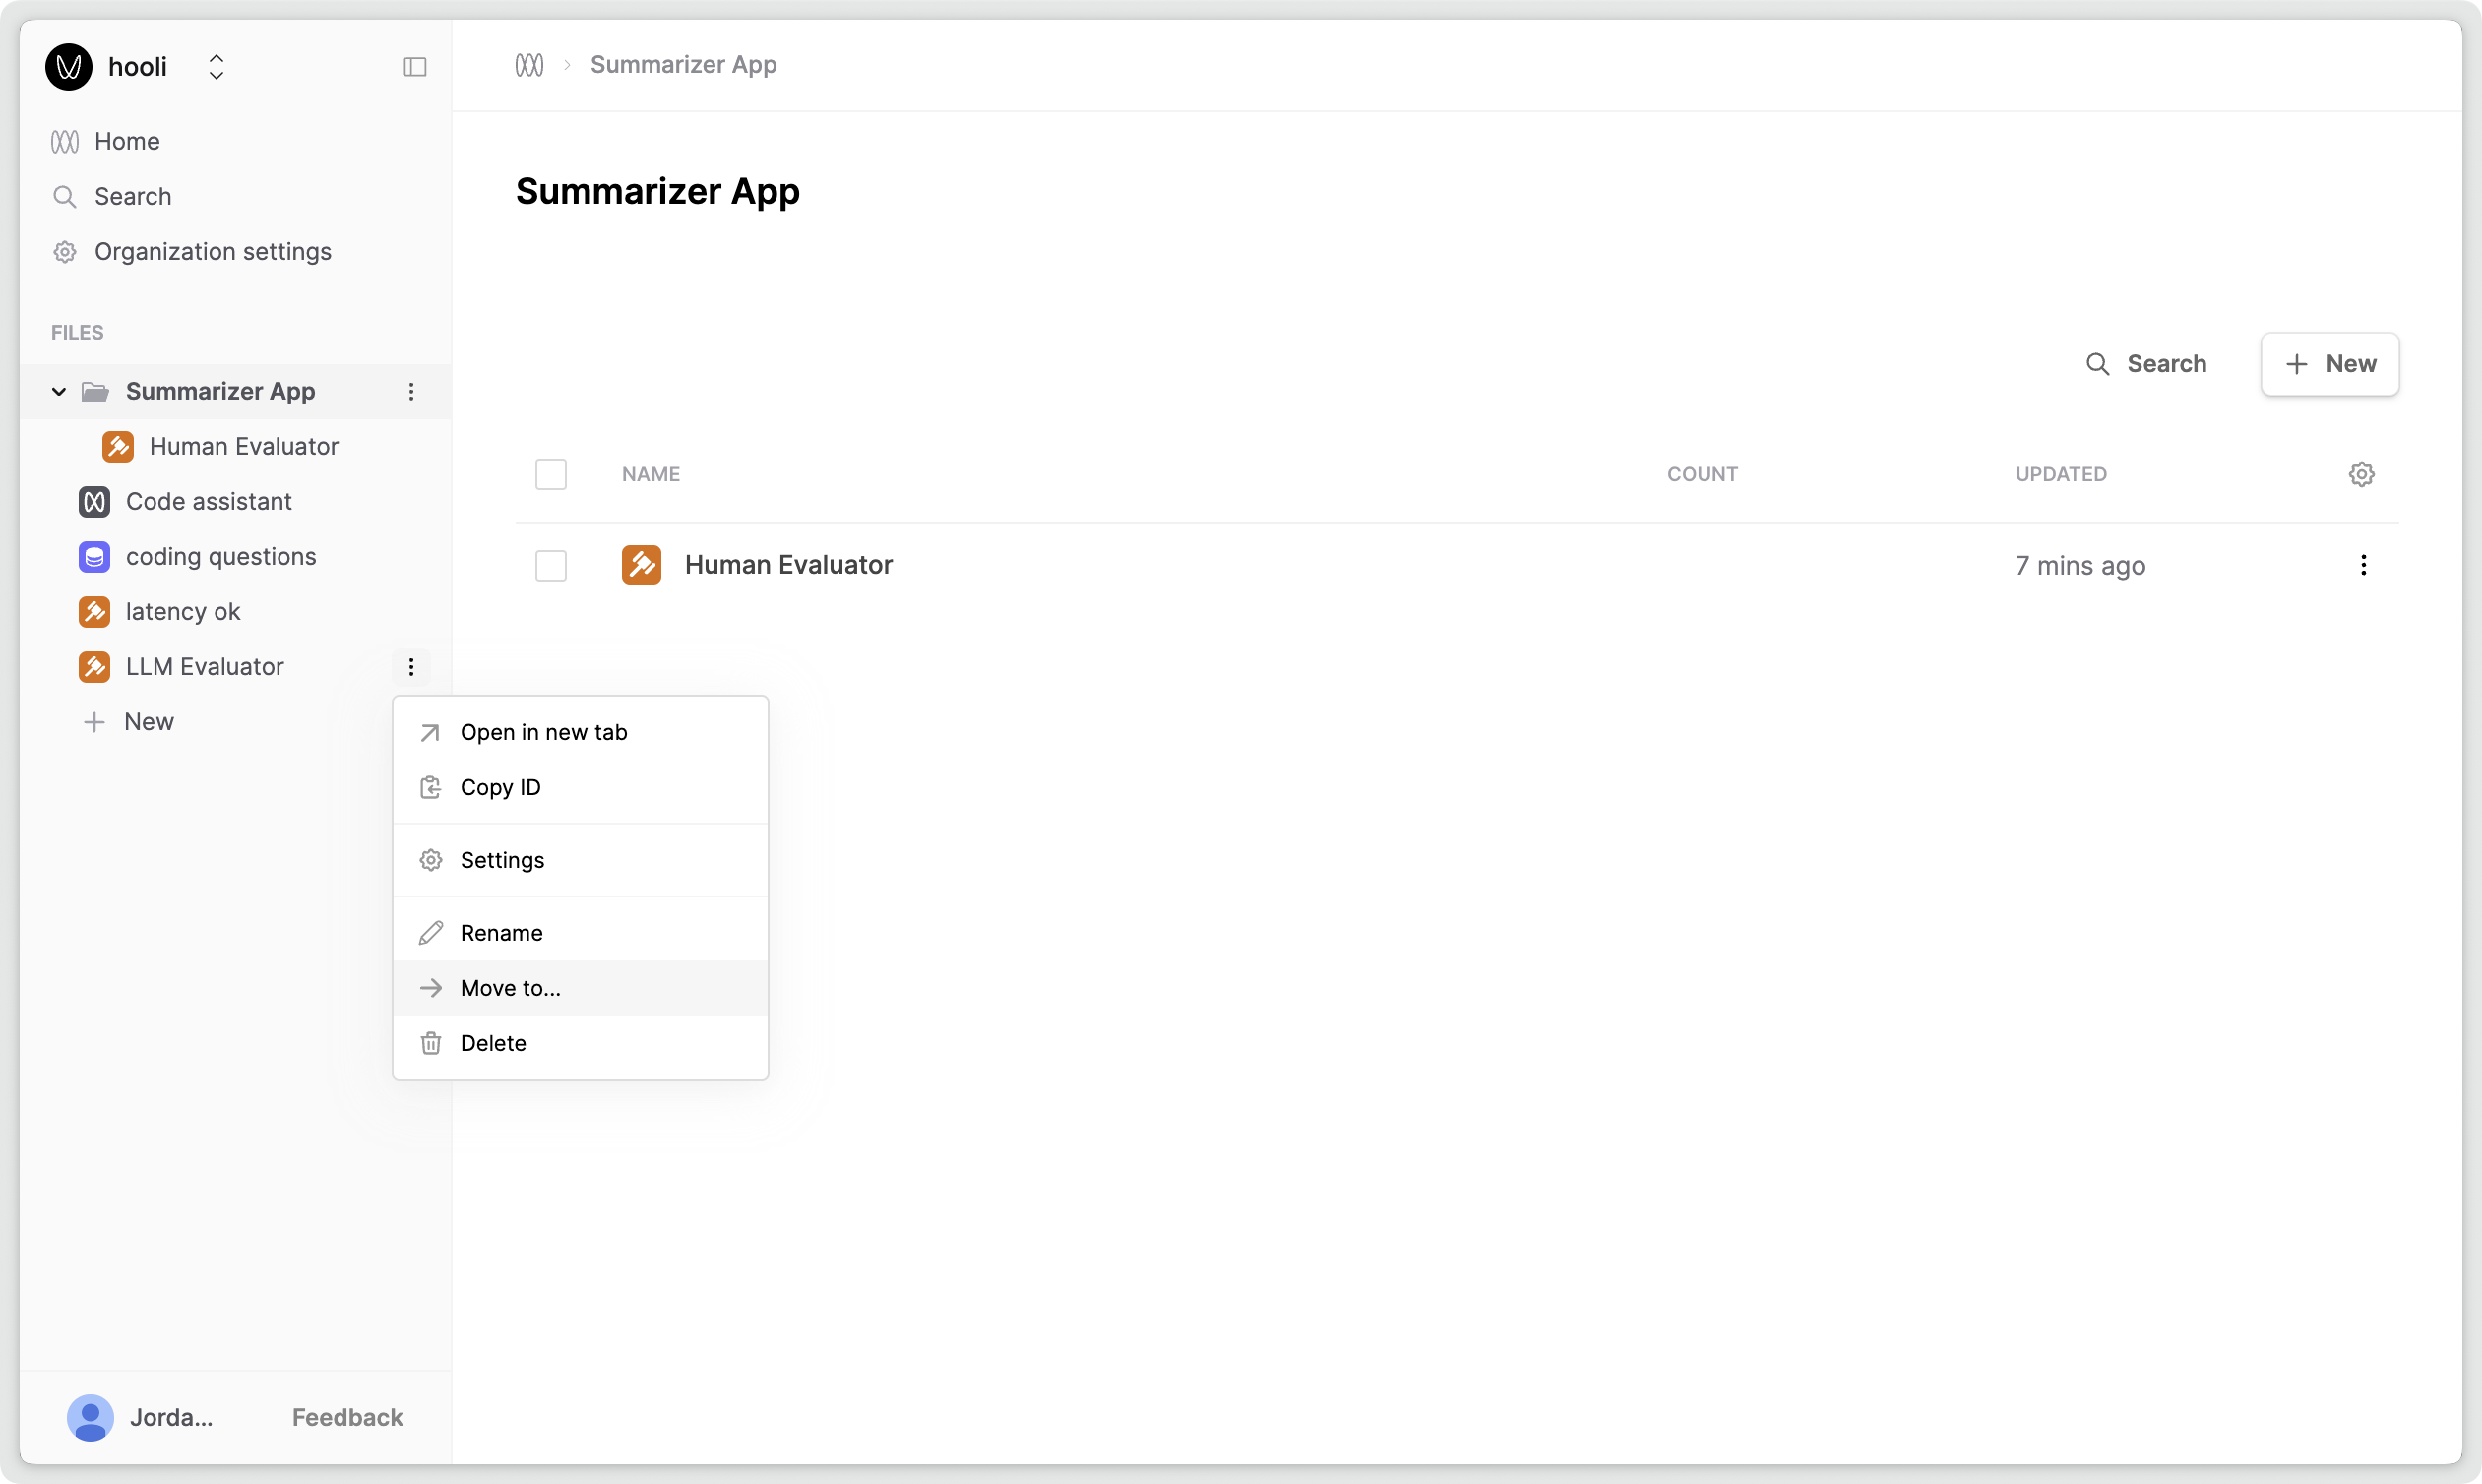 hooli
Home
Search
Organization settings
FILES
Summarizer App
Human Evaluator
Code assistant
coding questions
latency ok
LLM Evaluator
New
Open in new tab
Copy ID
Settings
Rename
Move to...
Delete
Jorda...
Feedback
Summarizer App
Summarizer App
Search
New
NAME
COUNT
UPDATED
Human Evaluator
7 mins ago